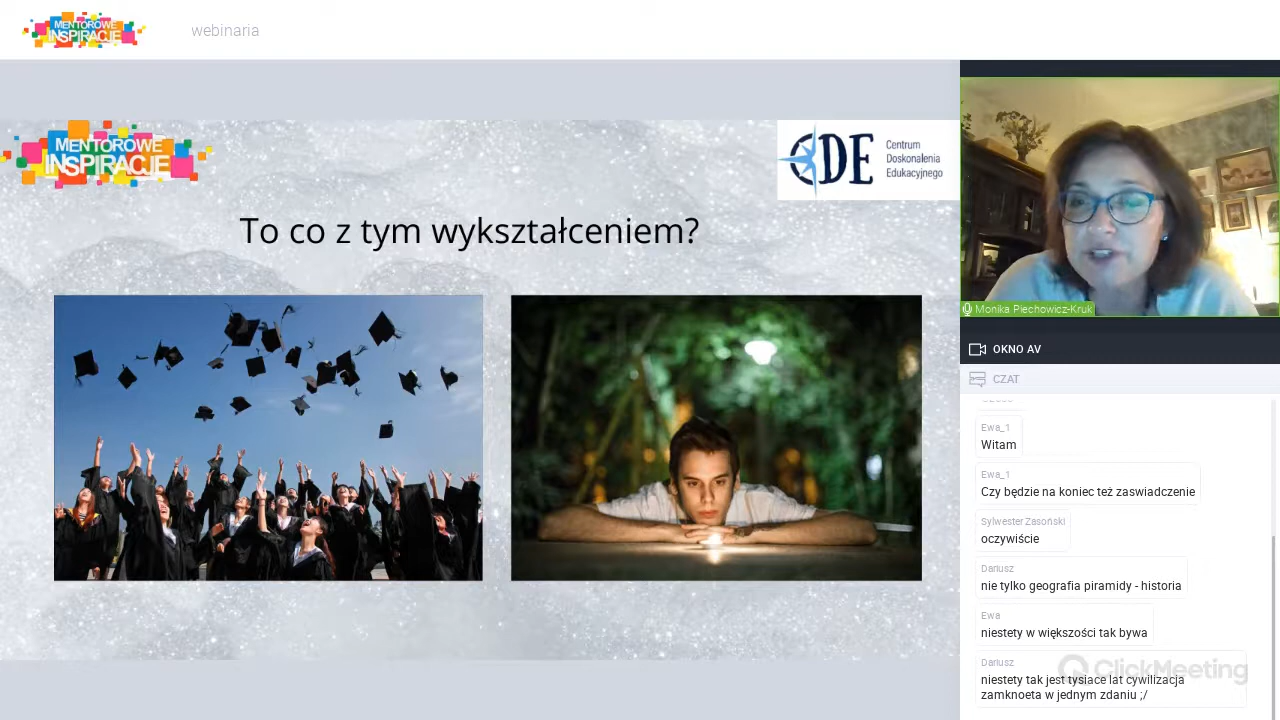 MENTOROWE
INSPIRACJE
webinaria
MENTOROWE
INSPIRACJE
CDE
Centrum
Doskonalenia
Edukacyjnego
To co z tym wykształceniem?
Monika Piechowicz-Kruk
OKNO AV
CZAT
Ewa_1
Witam
Ewa_1
Czy będzie na koniec też zaswiadczenie
Sylwester Zasoński
oczywiście
Dariusz
nie tylko geografia piramidy - historia
Ewa
niestety w większości tak bywa
Dariusz
ClickMeeting
niestety tak jest tysiace lat cywilizacja
zamknoeta w jednym zdaniu ;/